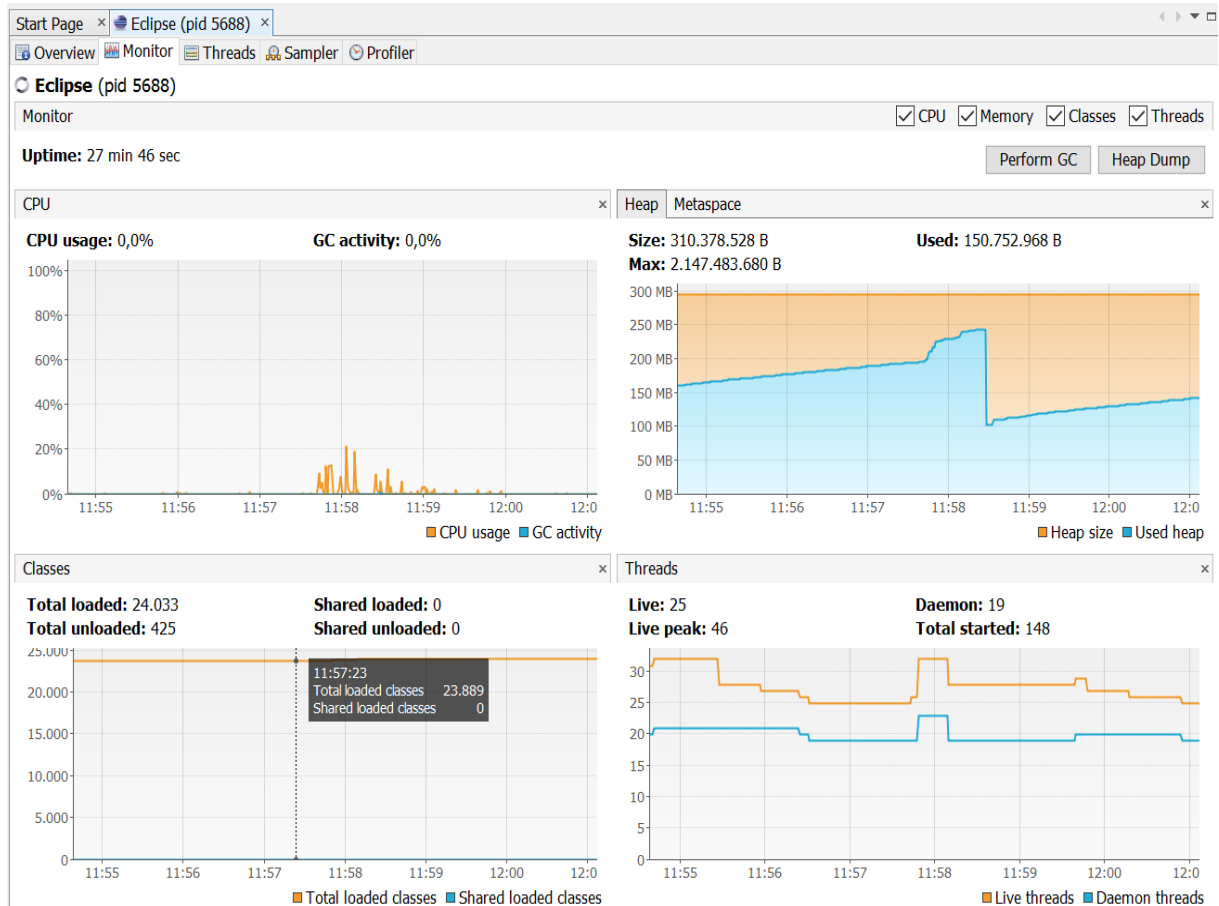 Start Page × Eclipse (pid 5688) ×
Overview Monitor Threads Sampler Profiler
Eclipse (pid 5688)
Monitor CPU Memory Classes Threads
Uptime: 27 min 46 sec
Perform GC Heap Dump
CPU ×
CPU usage: 0,0% GC activity: 0,0%
100%
80%
60%
40%
20%
0%
11:55 11:56 11:57 11:58 11:59 12:00 12:0
CPU usage GC activity
Heap Metaspace ×
Size: 310.378.528 B Used: 150.752.968 B
Max: 2.147.483.680 B
300 MB
250 MB
200 MB
150 MB
100 MB
50 MB
0 MB
11:55 11:56 11:57 11:58 11:59 12:00 12:0
Heap size Used heap
Classes ×
Total loaded: 24.033 Shared loaded: 0
Total unloaded: 425 Shared unloaded: 0
25.000
20.000
15.000
10.000
5.000
0
11:57:23
Total loaded classes 23.889
Shared loaded classes 0
11:55 11:56 11:57 11:58 11:59 12:00 12:0
Total loaded classes Shared loaded classes
Threads ×
Live: 25 Daemon: 19
Live peak: 46 Total started: 148
30
25
20
15
10
5
0
11:55 11:56 11:57 11:58 11:59 12:00 12:0
Live threads Daemon threads